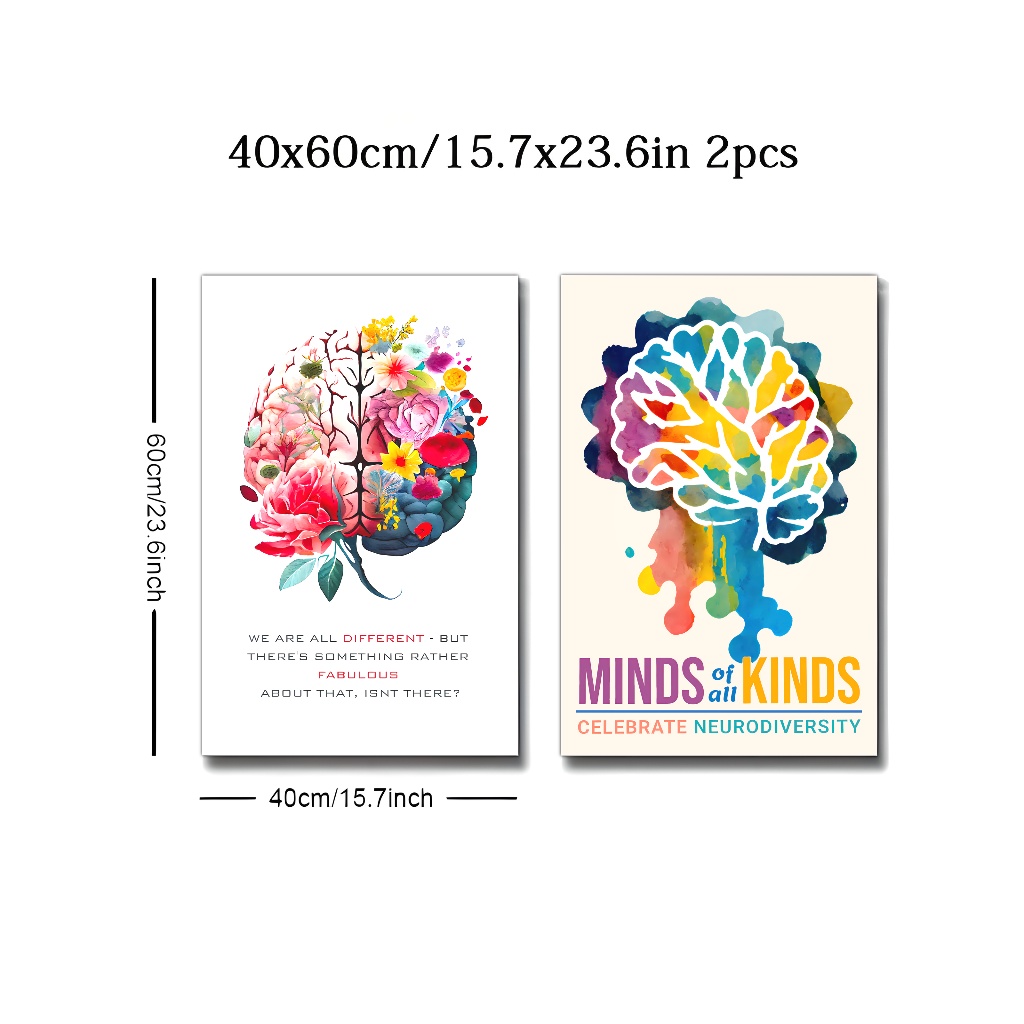 40x60cm/15.7x23.6in 2pcs
60cm/23.6inch
WE ARE ALL DIFFERENT - BUT
THERE'S SOMETHING RATHER
FABULOUS
ABOUT THAT, ISNT THERE?
MINDS of all KINDS
CELEBRATE NEURODIVERSITY
40cm/15.7inch